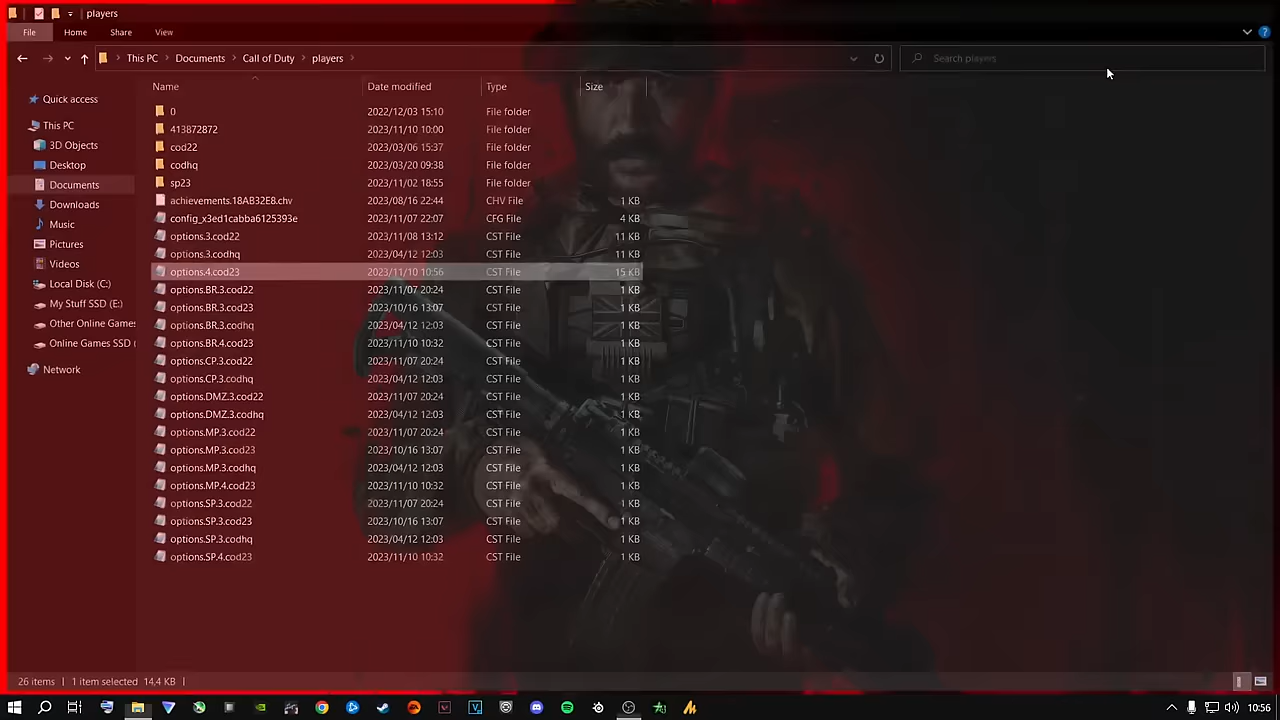 players
File Home Share View
This PC Documents Call of Duty players Search players
Name Date modified Type Size
Quick access
This PC
3D Objects
Desktop
Documents
Downloads
Music
Pictures
Videos
Local Disk (C:)
My Stuff SSD (E:)
Other Online Games
Online Games SSD (
Network
0 2022/12/03 15:10 File folder
413872872 2023/11/10 10:00 File folder
cod22 2023/03/06 15:37 File folder
codhq 2023/03/20 09:38 File folder
sp23 2023/11/02 18:55 File folder
achievements.18AB32E8.chv 2023/08/16 22:44 CHV File 1 KB
config_x3ed1cabba6125393e 2023/11/07 22:07 CFG File 4 KB
options.3.cod22 2023/11/08 13:12 CST File 11 KB
options.3.codhq 2023/04/12 12:03 CST File 11 KB
options.4.cod23 2023/11/10 10:56 CST File 15 KB
options.BR.3.cod22 2023/11/07 20:24 CST File 1 KB
options.BR.3.cod23 2023/10/16 13:07 CST File 1 KB
options.BR.3.codhq 2023/04/12 12:03 CST File 1 KB
options.BR.4.cod23 2023/11/10 10:32 CST File 1 KB
options.CP.3.cod22 2023/11/07 20:24 CST File 1 KB
options.CP.3.codhq 2023/04/12 12:03 CST File 1 KB
options.DMZ.3.cod22 2023/11/07 20:24 CST File 1 KB
options.DMZ.3.codhq 2023/04/12 12:03 CST File 1 KB
options.MP.3.cod22 2023/11/07 20:24 CST File 1 KB
options.MP.3.cod23 2023/10/16 13:07 CST File 1 KB
options.MP.3.codhq 2023/04/12 12:03 CST File 1 KB
options.MP.4.cod23 2023/11/10 10:32 CST File 1 KB
options.SP.3.cod22 2023/11/07 20:24 CST File 1 KB
options.SP.3.cod23 2023/10/16 13:07 CST File 1 KB
options.SP.3.codhq 2023/04/12 12:03 CST File 1 KB
options.SP.4.cod23 2023/11/10 10:32 CST File 1 KB
26 items 1 item selected 14,4 KB
10:56